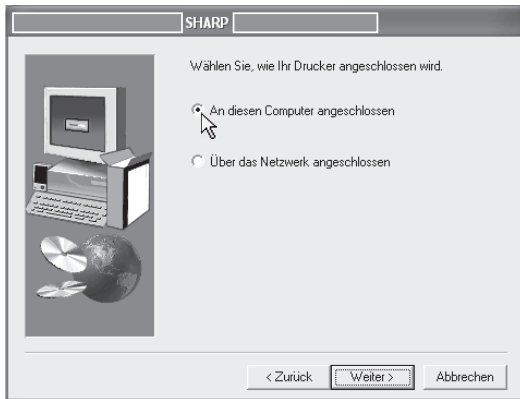 SHARP
Wählen Sie, wie Ihr Drucker angeschlossen wird.
An diesen Computer angeschlossen
Über das Netzwerk angeschlossen
< Zurück
Weiter >
Abbrechen